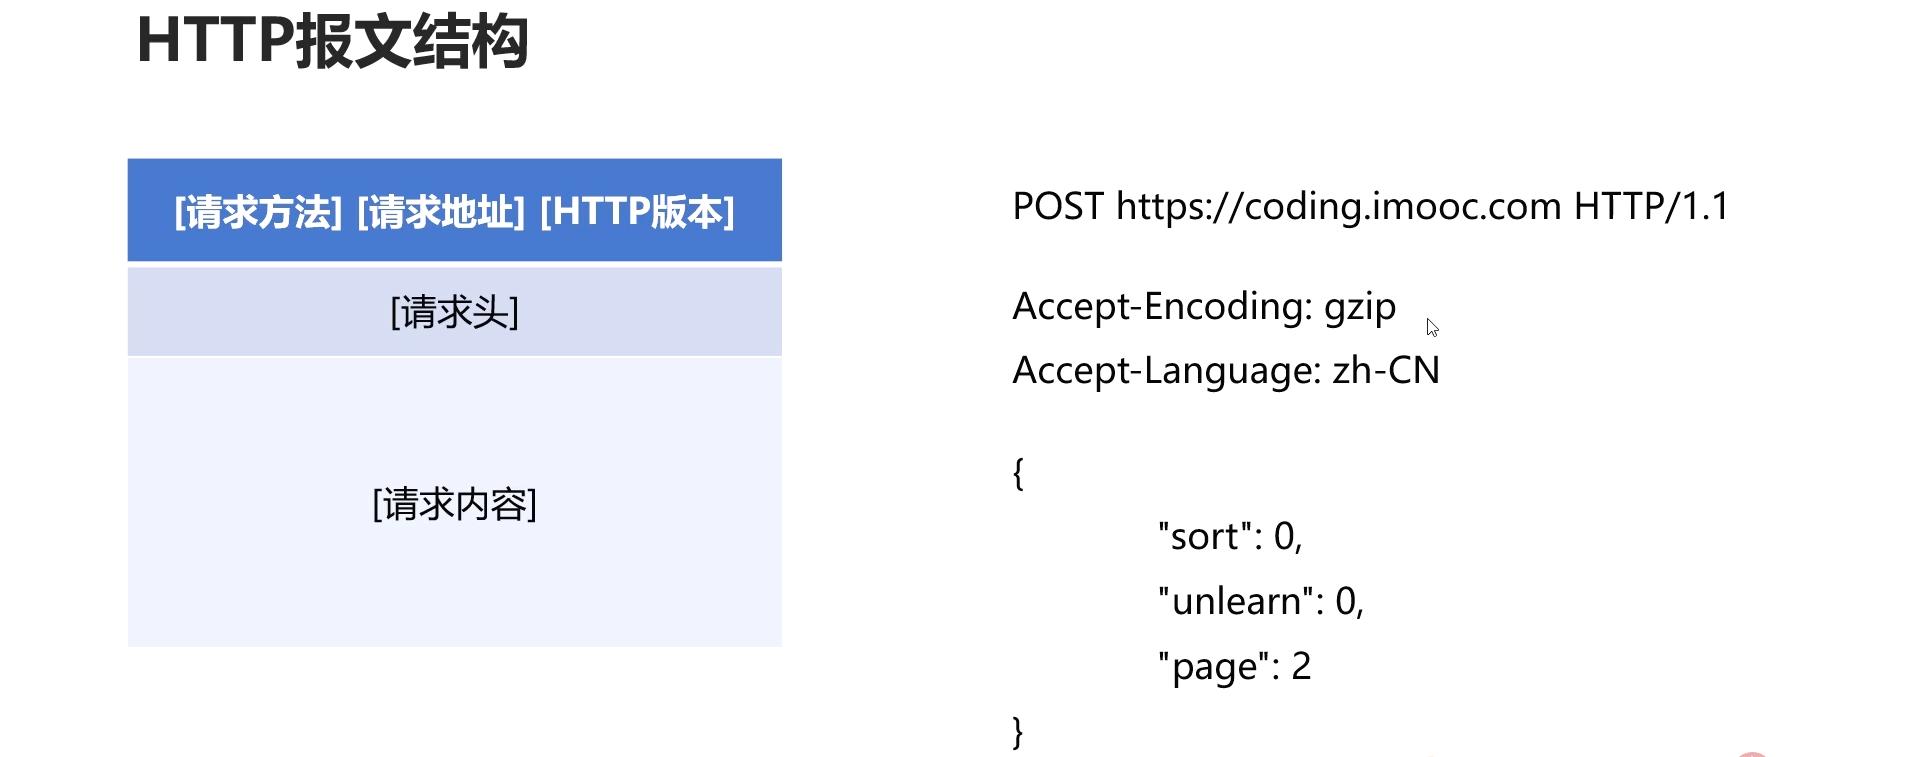 HTTP报文结构
[请求方法] [请求地址] [HTTP版本]
[请求头]
[请求内容]
POST https://coding.imooc.com HTTP/1.1
Accept-Encoding: gzip
Accept-Language: zh-CN
{
"sort": 0,
"unlearn": 0,
"page": 2
}